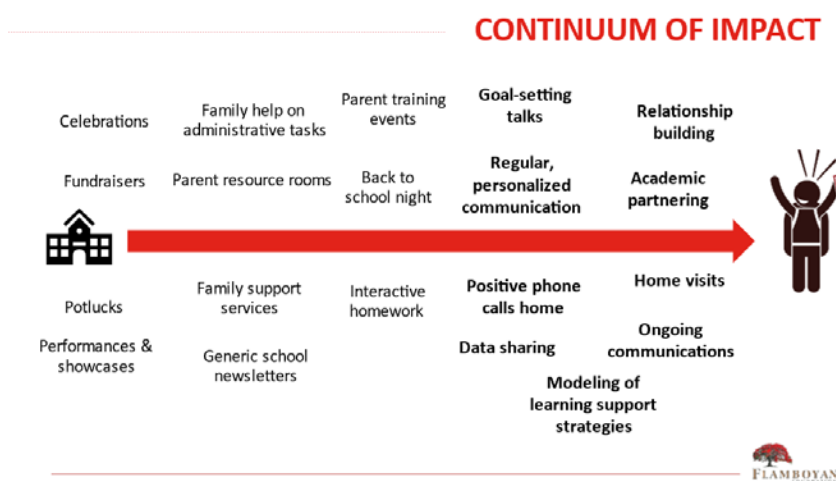 CONTINUUM OF IMPACT
Celebrations
Family help on
administrative tasks
Parent training
events
Goal-setting
talks
Relationship
building
Fundraisers
Parent resource rooms
Back to
school night
Regular,
personalized
communication
Academic
partnering
Potlucks
Family support
services
Interactive
homework
Positive phone
calls home
Home visits
Performances &
showcases
Generic school
newsletters
Data sharing
Ongoing
communications
Modeling of
learning support
strategies
FLAMBOYAN